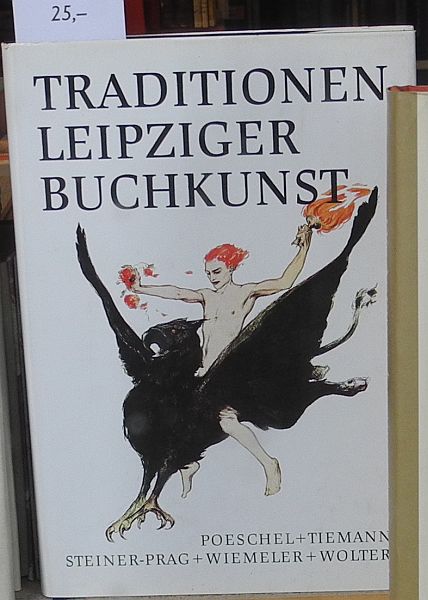 25,–
TRADITIONEN
LEIPZIGER
BUCHKUNST
POESCHEL+TIEMANN
STEINER-PRAG+WIEMELER+WOLTER